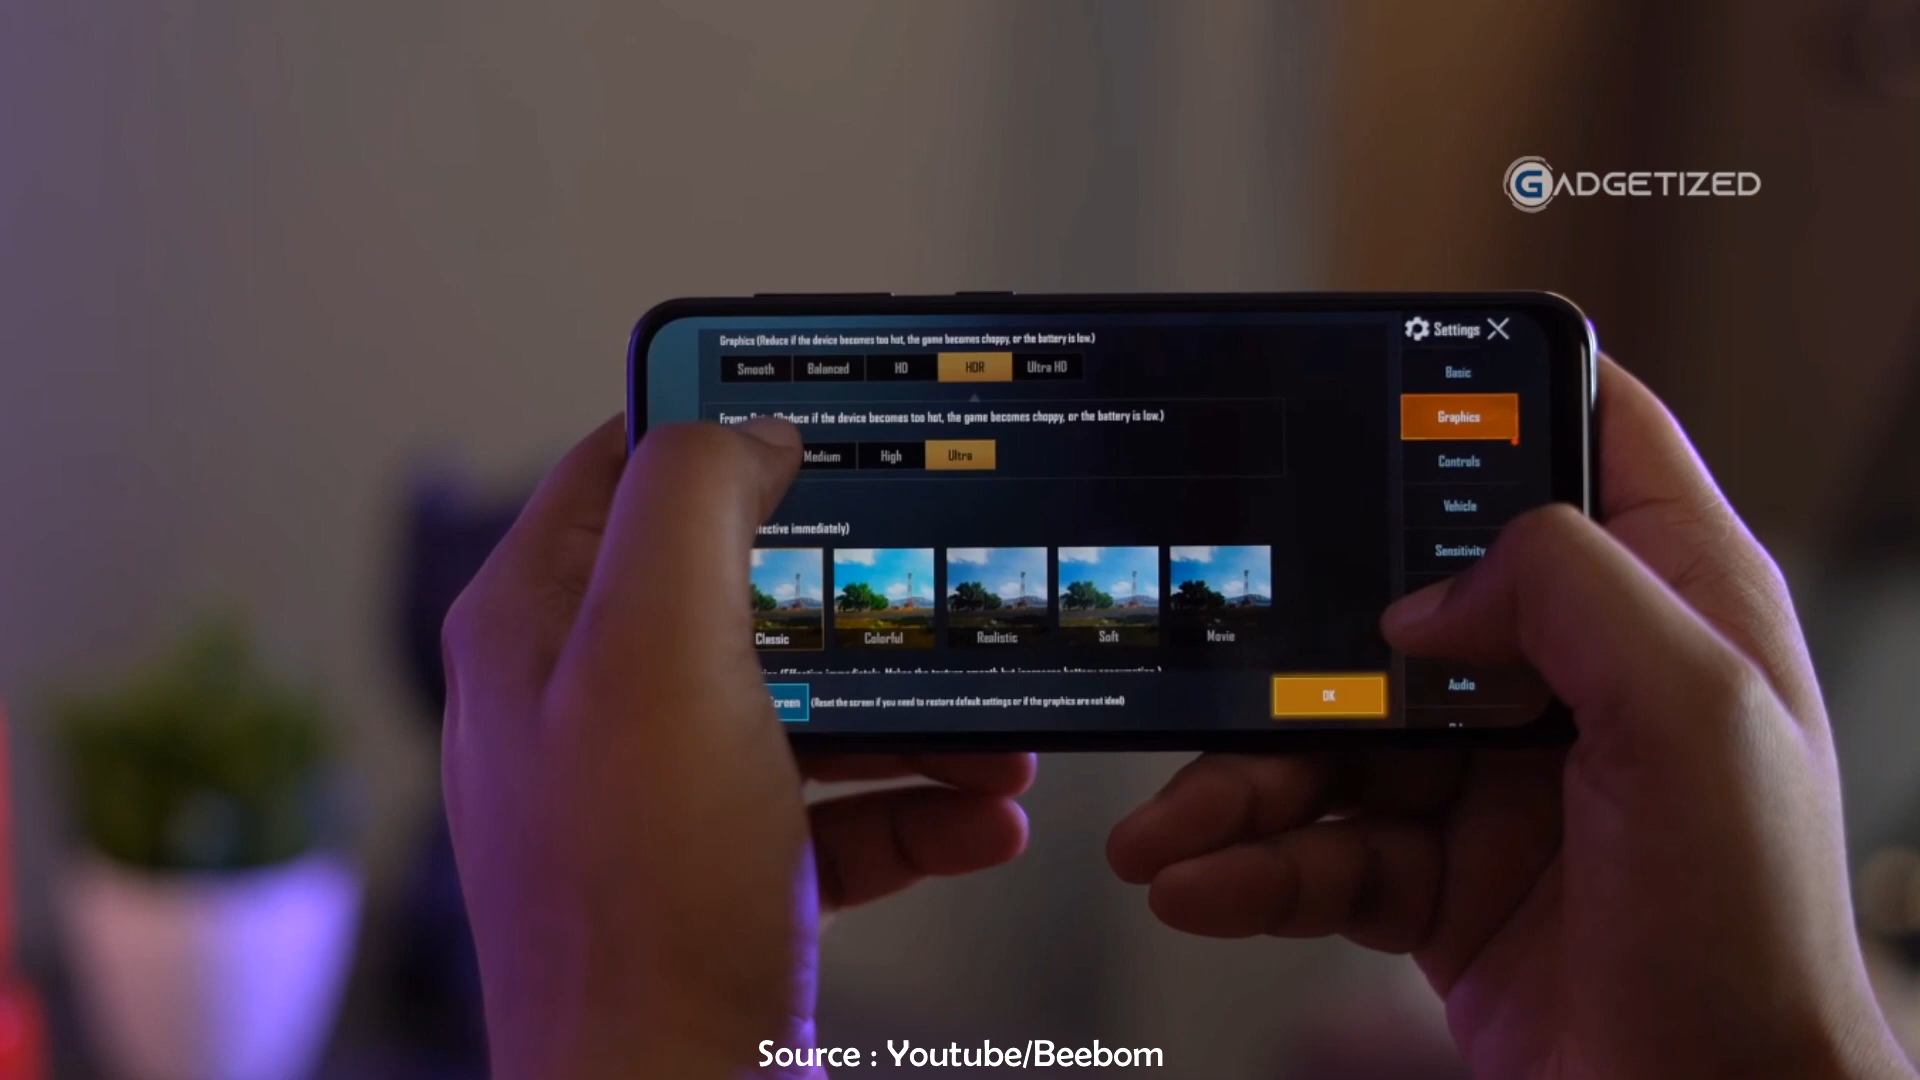 GADGETIZED
Settings
Graphics (Reduce if the device becomes too hot, the game becomes choppy, or the battery is low.)
Smooth Balanced HD HDR Ultra HD
Basic
Graphics
Frame (Reduce if the device becomes too hot, the game becomes choppy, or the battery is low.)
Medium High Ultra
Controls
Vehicle
Sensitivity
fective immediately)
Classic Colorful Realistic Soft Movie
Audio
creen (Reset the screen if you need to restore default settings or if the graphics are not ideal)
OK
Source : Youtube/Beebom